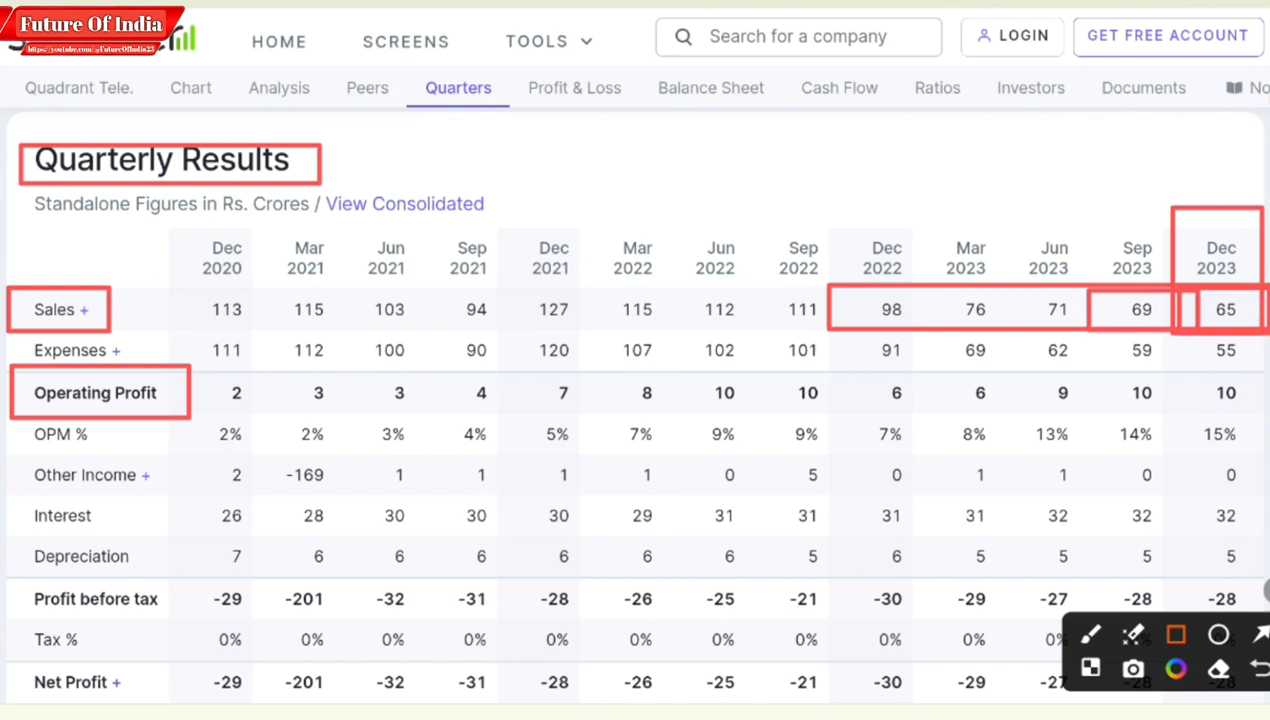 Future Of India
https://youtube.com/@FutureOfIndia23
HOME SCREENS TOOLS Search for a company LOGIN GET FREE ACCOUNT
Quadrant Tele. Chart Analysis Peers Quarters Profit & Loss Balance Sheet Cash Flow Ratios Investors Documents
Quarterly Results
Standalone Figures in Rs. Crores / View Consolidated
Dec 2020 Mar 2021 Jun 2021 Sep 2021 Dec 2021 Mar 2022 Jun 2022 Sep 2022 Dec 2022 Mar 2023 Jun 2023 Sep 2023 Dec 2023
Sales + 113 115 103 94 127 115 112 111 98 76 71 69 65
Expenses + 111 112 100 90 120 107 102 101 91 69 62 59 55
Operating Profit 2 3 3 4 7 8 10 10 6 6 9 10 10
OPM % 2% 2% 3% 4% 5% 7% 9% 9% 7% 8% 13% 14% 15%
Other Income + 2 -169 1 1 1 1 0 5 0 1 1 0 0
Interest 26 28 30 30 30 29 31 31 31 31 32 32 32
Depreciation 7 6 6 6 6 6 6 5 6 5 5 5 5
Profit before tax -29 -201 -32 -31 -28 -26 -25 -21 -30 -29 -27 -28 -28
Tax % 0% 0% 0% 0% 0% 0% 0% 0% 0% 0%
Net Profit + -29 -201 -32 -31 -28 -26 -25 -21 -30 -29 -27